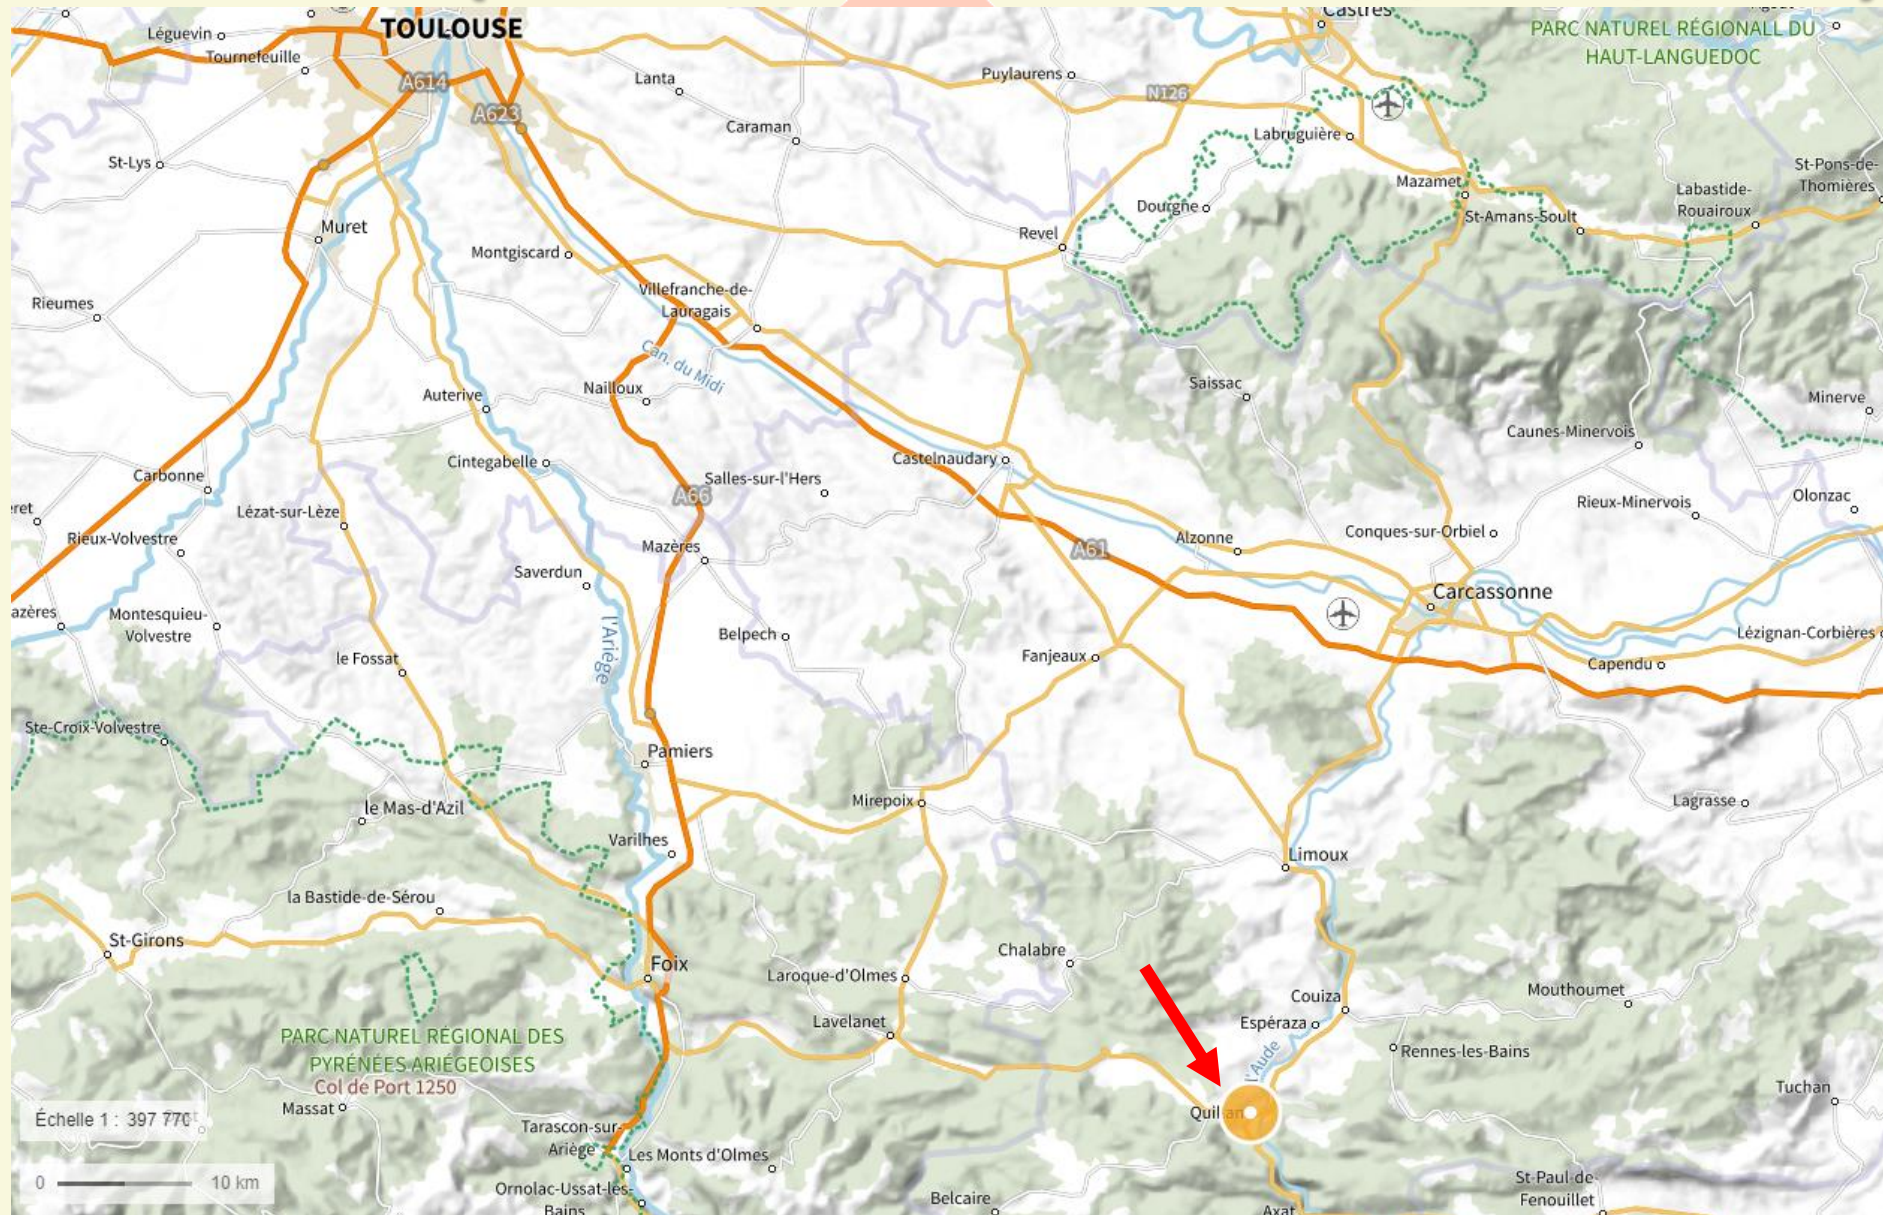 Castres
PARC NATUREL RÉGIONALL DU
HAUT-LANGUEDOC
TOULOUSE
Léguevin
Tournefeuille
A614
Lanta
Puylaurens
N126
A623
Caraman
Labruguière
St-Lys
Mazamet
St-Pons-de-
Thomières
Labastide-
Rouairoux
Dourgne
St-Amans-Soult
Muret
Revel
Montgiscard
Rieumes
Villefranche-de-
Lauragais
Can. du Midi
Nailloux
Auterive
Saissac
Minerve
Caunes-Minervois
Castelnaudary
Cintegabelle
Carbonne
Salles-sur-l'Hers
A66
Rieux-Minervois
Olonzac
Lézat-sur-Lèze
Rieux-Volvestre
Mazères
A61
Alzonne
Conques-sur-Orbiel
Saverdun
Carcassonne
azères
Montesquieu-
Volvestre
l'Ariège
Belpech
Lézignan-Corbières
le Fossat
Fanjeaux
Capendu
Ste-Croix-Volvestre
Pamiers
le Mas-d'Azil
Mirepoix
Lagrasse
Varilhes
Limoux
la Bastide-de-Sérou
St-Girons
Foix
Laroque-d'Olmes
Chalabre
Mouthoumet
Couiza
Lavelanet
Espéraza
PARC NATUREL RÉGIONAL DES
PYRÉNÉES ARIÉGEOISES
Col de Port 1250
l'Aude
Rennes-les-Bains
Massat
Tuchan
Échelle 1 : 397 770
Quillan
Tarascon-sur-
Ariège
Les Monts d'Olmes
0 10 km
Ornolac-Ussat-les-
Bains
Belcaire
St-Paul-de-
Fenouillet
Axat